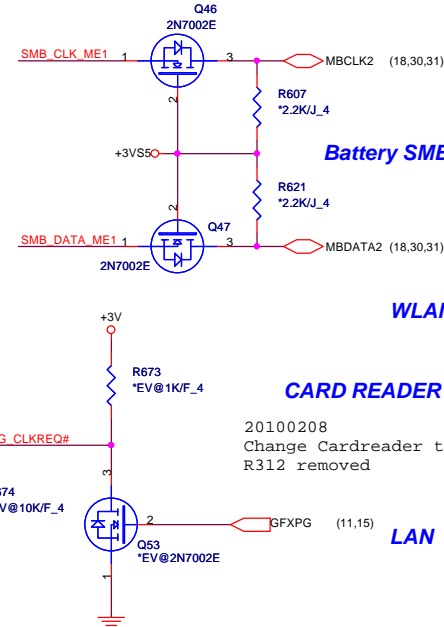 Q46
2N7002E
SMB_CLK_ME1 1 3 MBCLK2 (18,30,31)
2
R607
*2.2K/J_4
+3VS5
Battery SMB
R621
*2.2K/J_4
2
Q47
SMB_DATA_ME1 1 3 MBDATA2 (18,30,31)
2N7002E
WLAN
+3V
R673
*EV@1K/F_4
CARD READER
20100208
Change Cardreader t
R312 removed
G_CLKREQ#
3
674
V@10K/F_4
2 GFXPG (11,15)
LAN
Q53
*EV@2N7002E
1